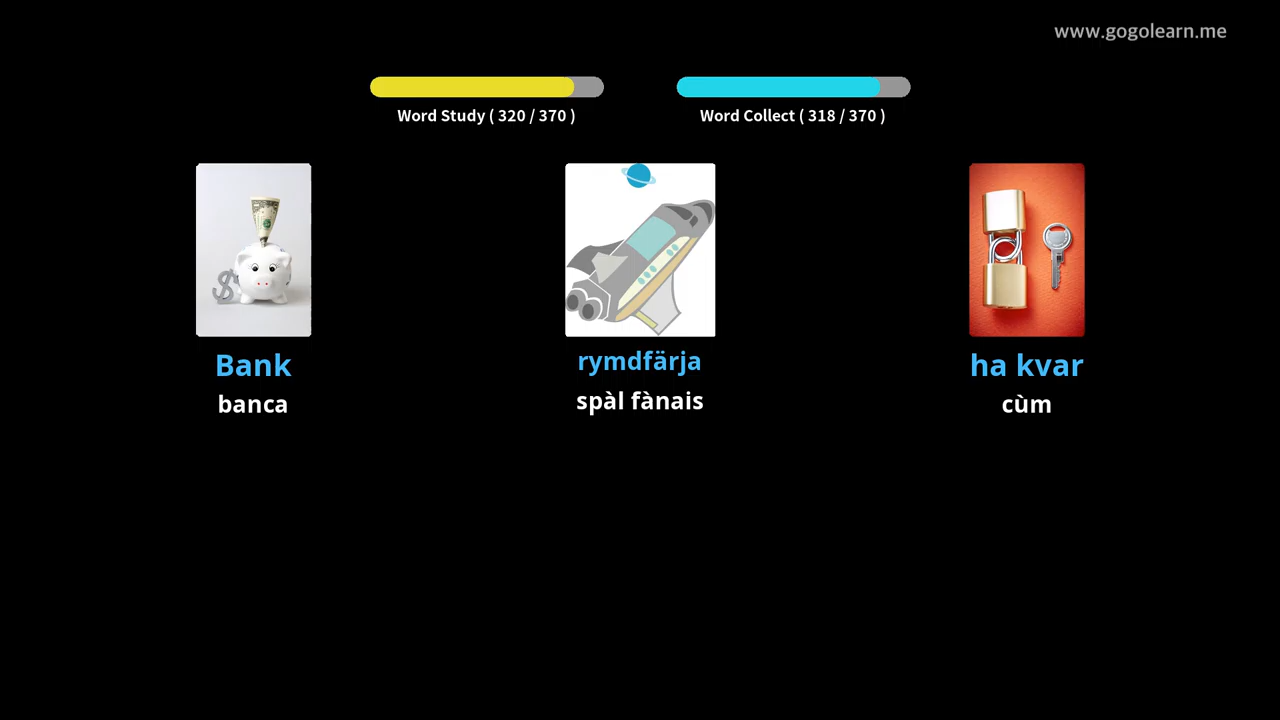 www.gogolearn.me
Word Study ( 320 / 370 )
Word Collect ( 318 / 370 )
Bank
banca
rymdfärja
spàl fànais
ha kvar
cùm